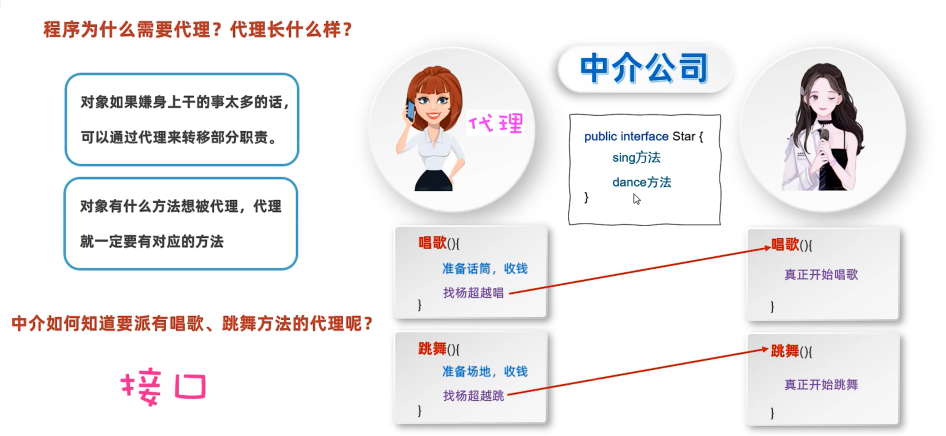 程序为什么需要代理？代理长什么样？
对象如果嫌身上干的事太多的话，
可以通过代理来转移部分职责。
对象有什么方法想被代理，代理
就一定要有对应的方法
中介如何知道要派有唱歌、跳舞方法的代理呢？
接口
代理
中介公司
public interface Star {
sing方法
dance方法
}
唱歌(){
准备话筒，收钱
找杨超越唱
}
跳舞(){
准备场地，收钱
找杨超越跳
}
唱歌(){
真正开始唱歌
}
跳舞(){
真正开始跳舞
}